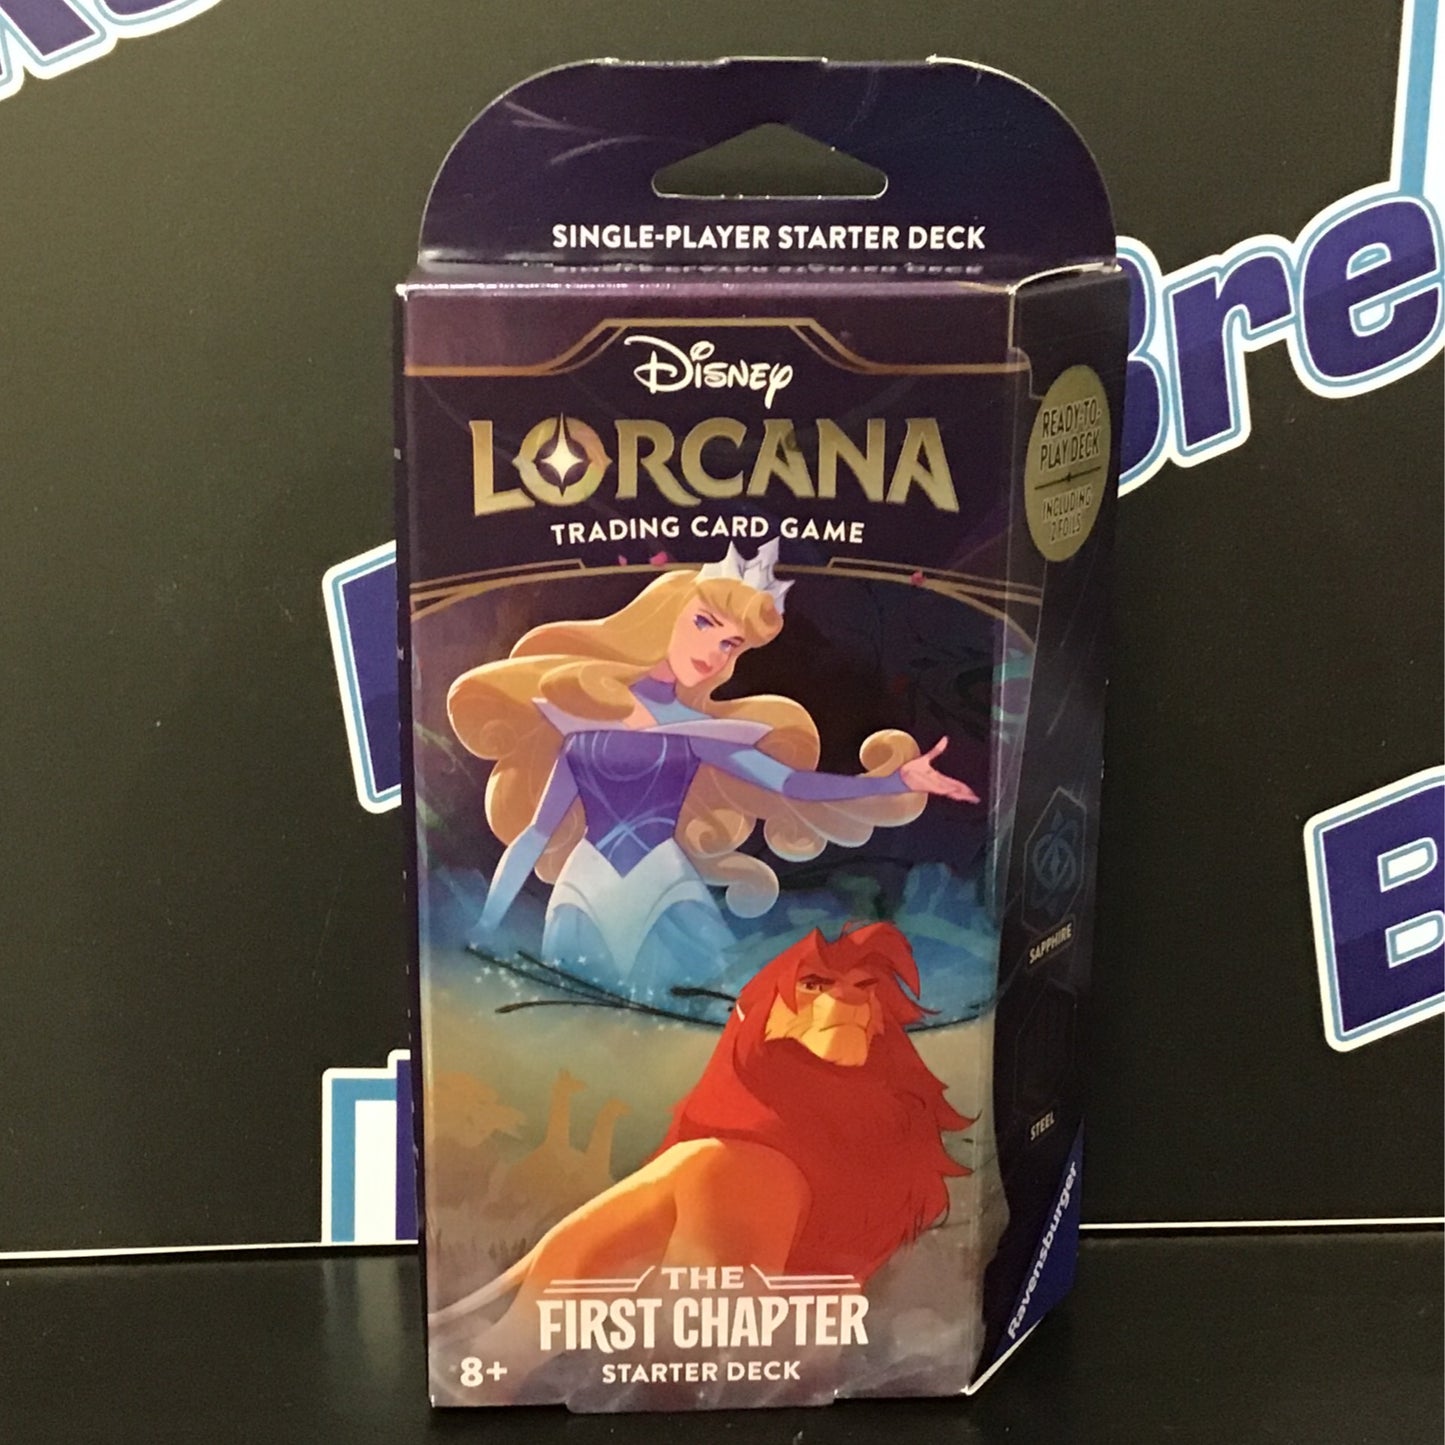 SINGLE-PLAYER STARTER DECK
Disney
LORCANA
TRADING CARD GAME
READY-TO-
PLAY DECK
INCLUDING
2 FOILS
SAPPHIRE
STEEL
Ravensburger
THE
FIRST CHAPTER
STARTER DECK
8+
Bre
B